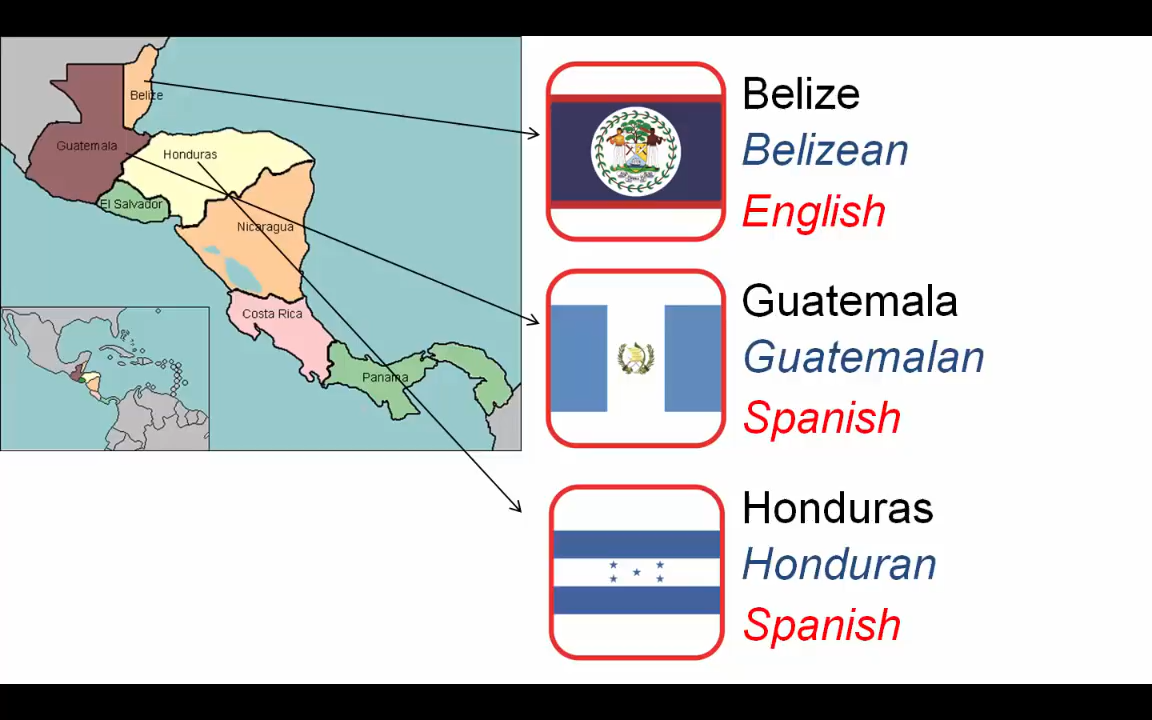 Belize
Guatemala
Honduras
El Salvador
Nicaragua
Costa Rica
Panama
Belize
Belizean
English
Guatemala
Guatemalan
Spanish
Honduras
Honduran
Spanish